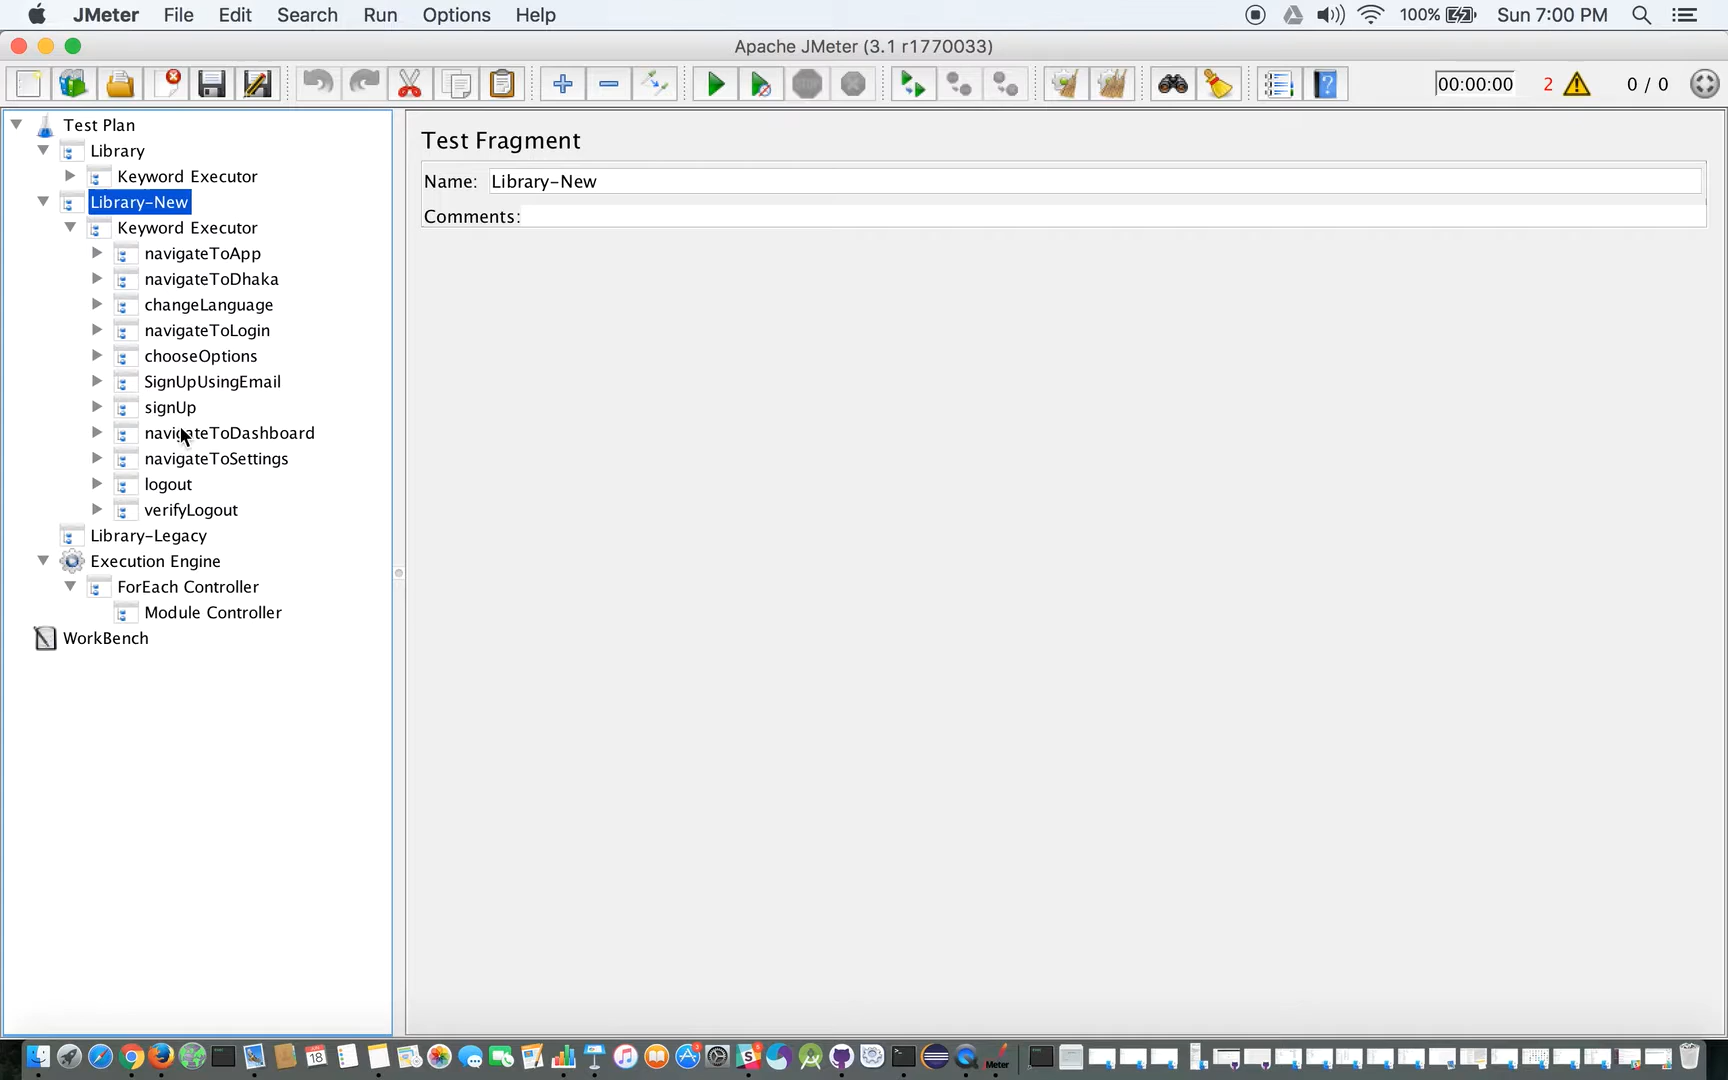 JMeter File Edit Search Run Options Help 100% Sun 7:00 PM
Apache JMeter (3.1 r1770033)
00:00:00 2 0 / 0
Test Plan
Library
Keyword Executor
Library-New
Keyword Executor
navigateToApp
navigateToDhaka
changeLanguage
navigateToLogin
chooseOptions
SignUpUsingEmail
signUp
navigateToDashboard
navigateToSettings
logout
verifyLogout
Library-Legacy
Execution Engine
ForEach Controller
Module Controller
WorkBench
Test Fragment
Name: Library-New
Comments:
18
Meter